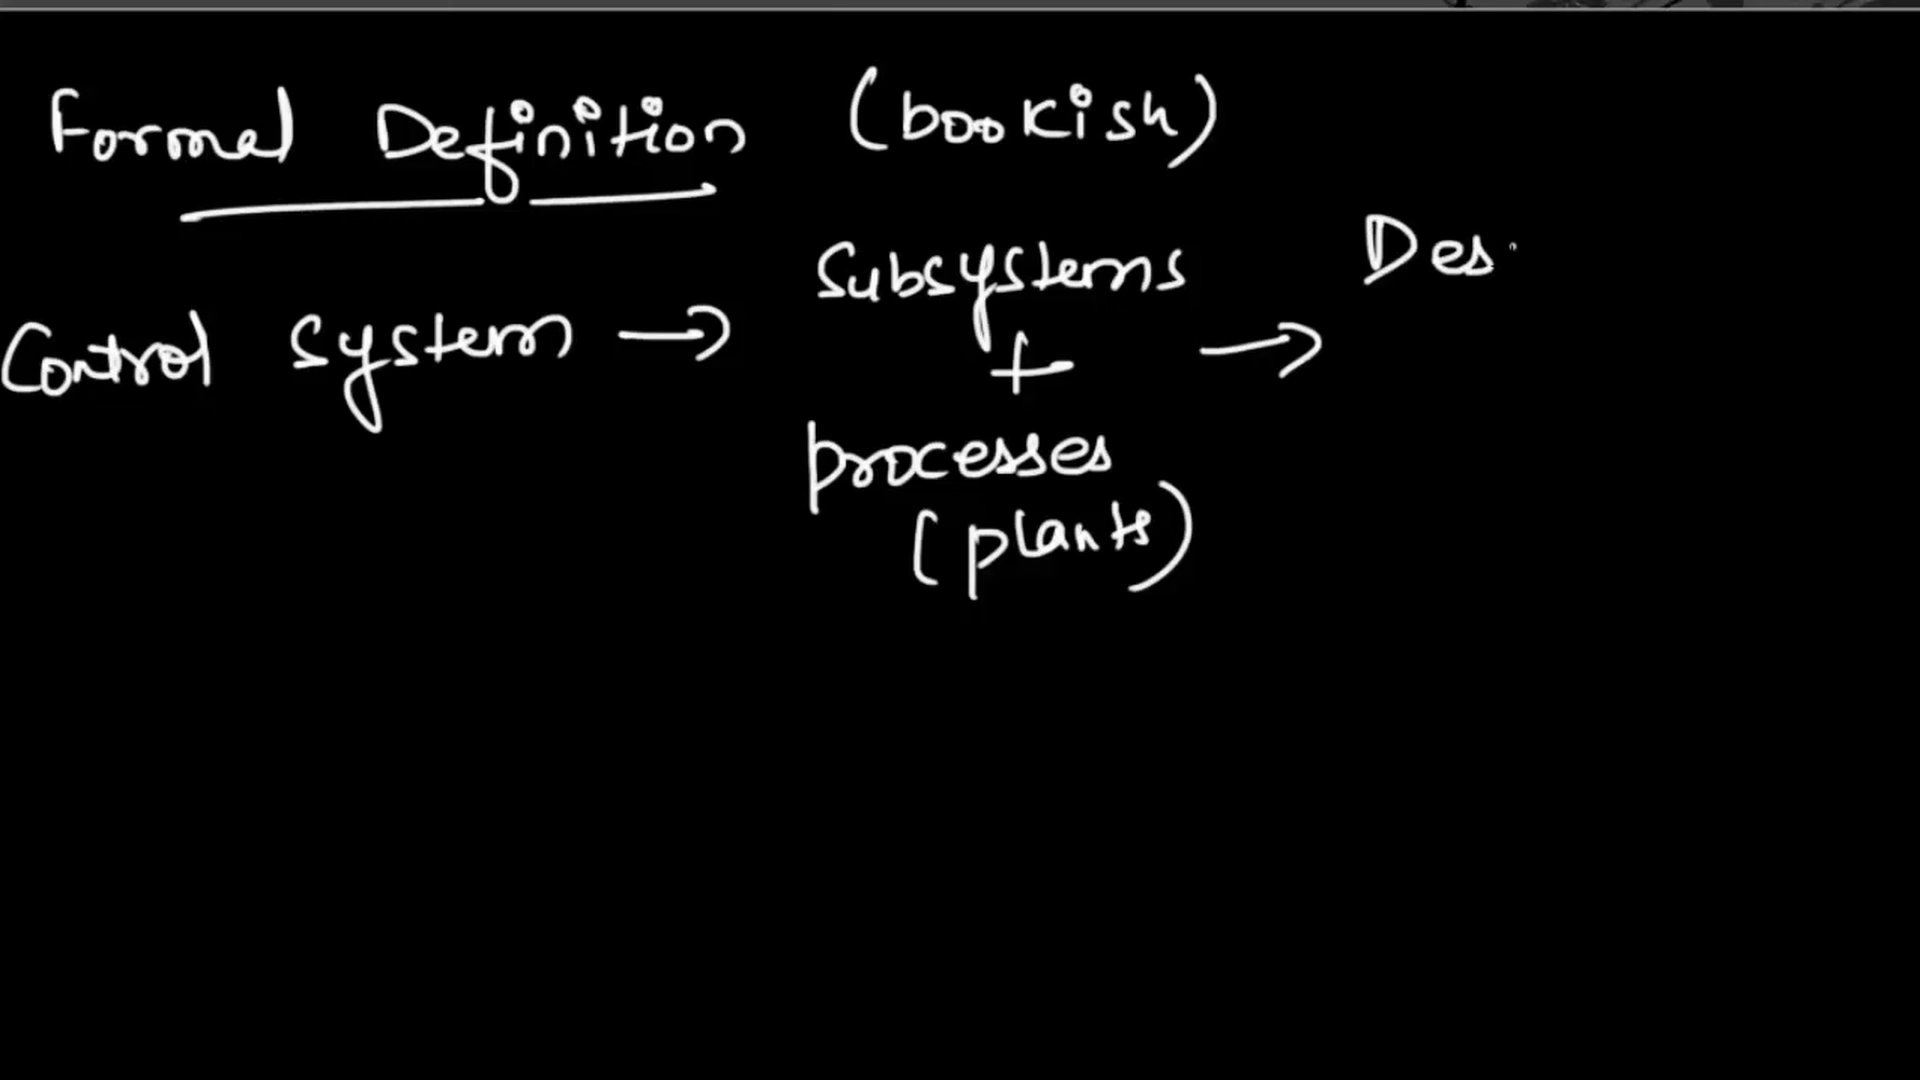 Formal Definition (bookish)
Control system → Subsystems + processes (plants) → Des